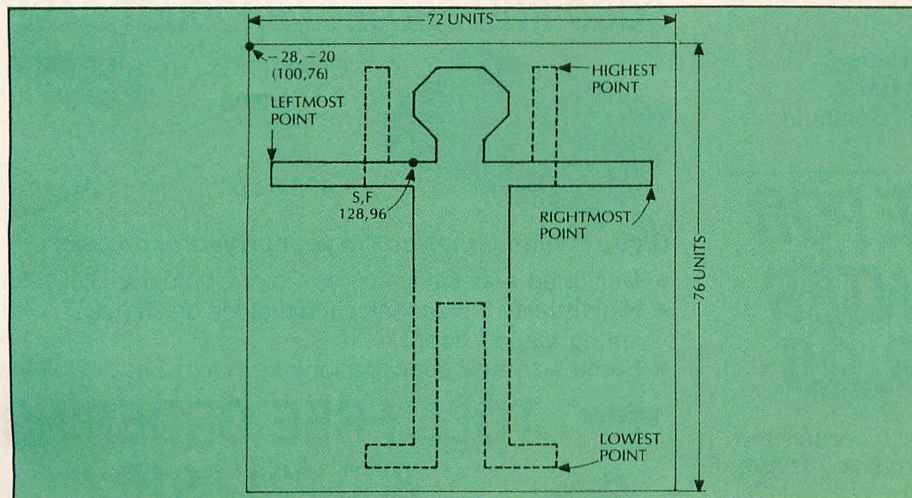 72 UNITS
−28, −20
(100,76)
HIGHEST
POINT
LEFTMOST
POINT
S,F
128,96
RIGHTMOST
POINT
76 UNITS
LOWEST
POINT